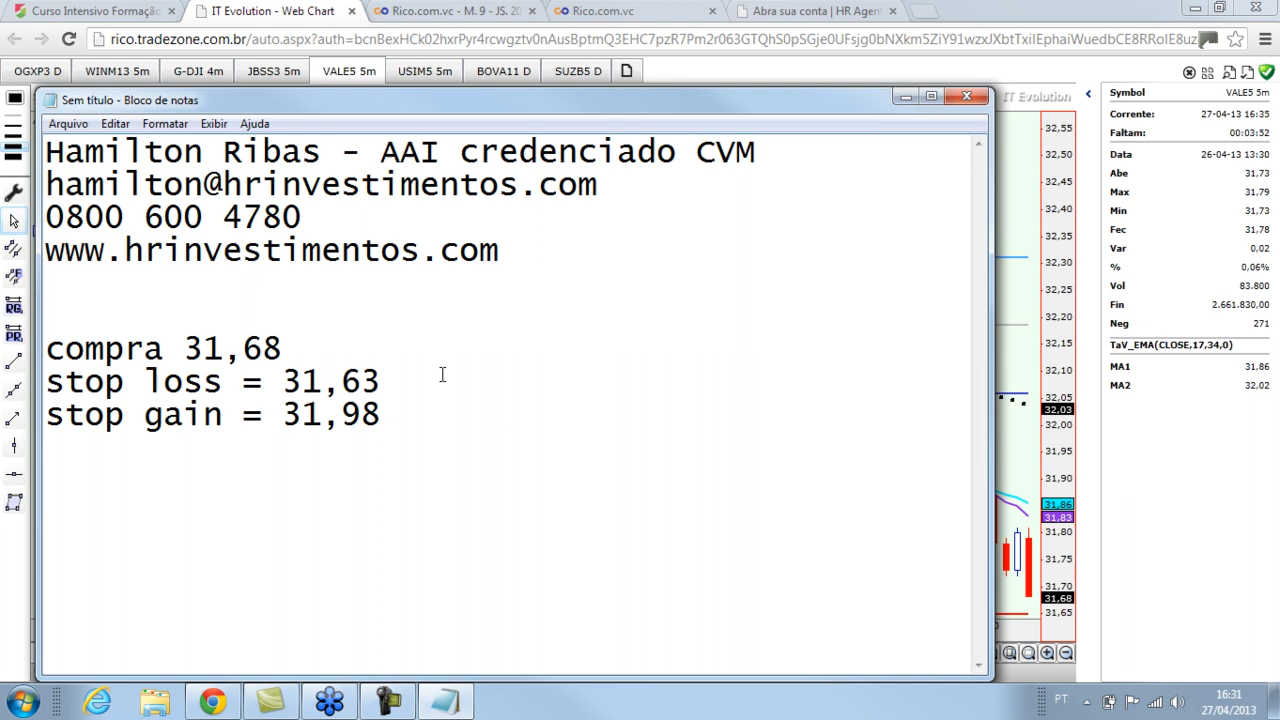 Curso Intensivo Formação
IT Evolution - Web Chart
Rico.com.vc - M. 9 - JS. 20
Rico.com.vc
Abra sua conta | HR Agen
OGXP3 D
WINM13 5m
G-DJI 4m
JBSS3 5m
VALE5 5m
USIM5 5m
BOVA11 D
SUZB5 D
Sem título - Bloco de notas
Arquivo Editar Formatar Exibir Ajuda
Hamilton Ribas - AAI credenciado CVM
hamilton@hrinvestimentos.com
0800 600 4780
www.hrinvestimentos.com
compra 31,68
stop loss = 31,63
stop gain = 31,98
RG
PR
IT Evolution
32,55
32,50
32,45
32,40
32,35
32,30
32,25
32,20
32,15
32,10
32,05
32,03
32,00
31,95
31,90
31,86
31,83
31,80
31,75
31,70
31,68
31,65
Symbol VALE5 5m
Corrente: 27-04-13 16:35
Faltam: 00:03:52
Data 26-04-13 13:30
Abe 31,73
Max 31,79
Min 31,73
Fec 31,78
Var 0,02
% 0,06%
Vol 83.800
Fin 2.661.830,00
Neg 271
TaV_EMA(CLOSE,17,34,0)
MA1 31,86
MA2 32,02
PT
16:31
27/04/2013